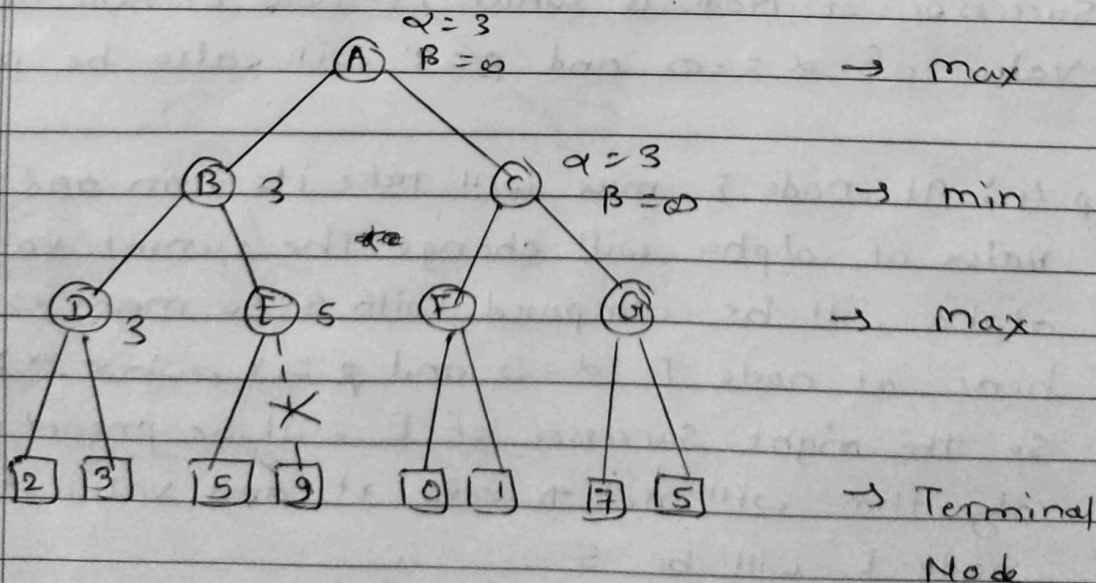 α = 3
A β = ∞ → Max
B 3 C α = 3
β = ∞ → min
D 3 E 5 F G → Max
2 3 5 9 0 1 7 5 → Terminal
Node